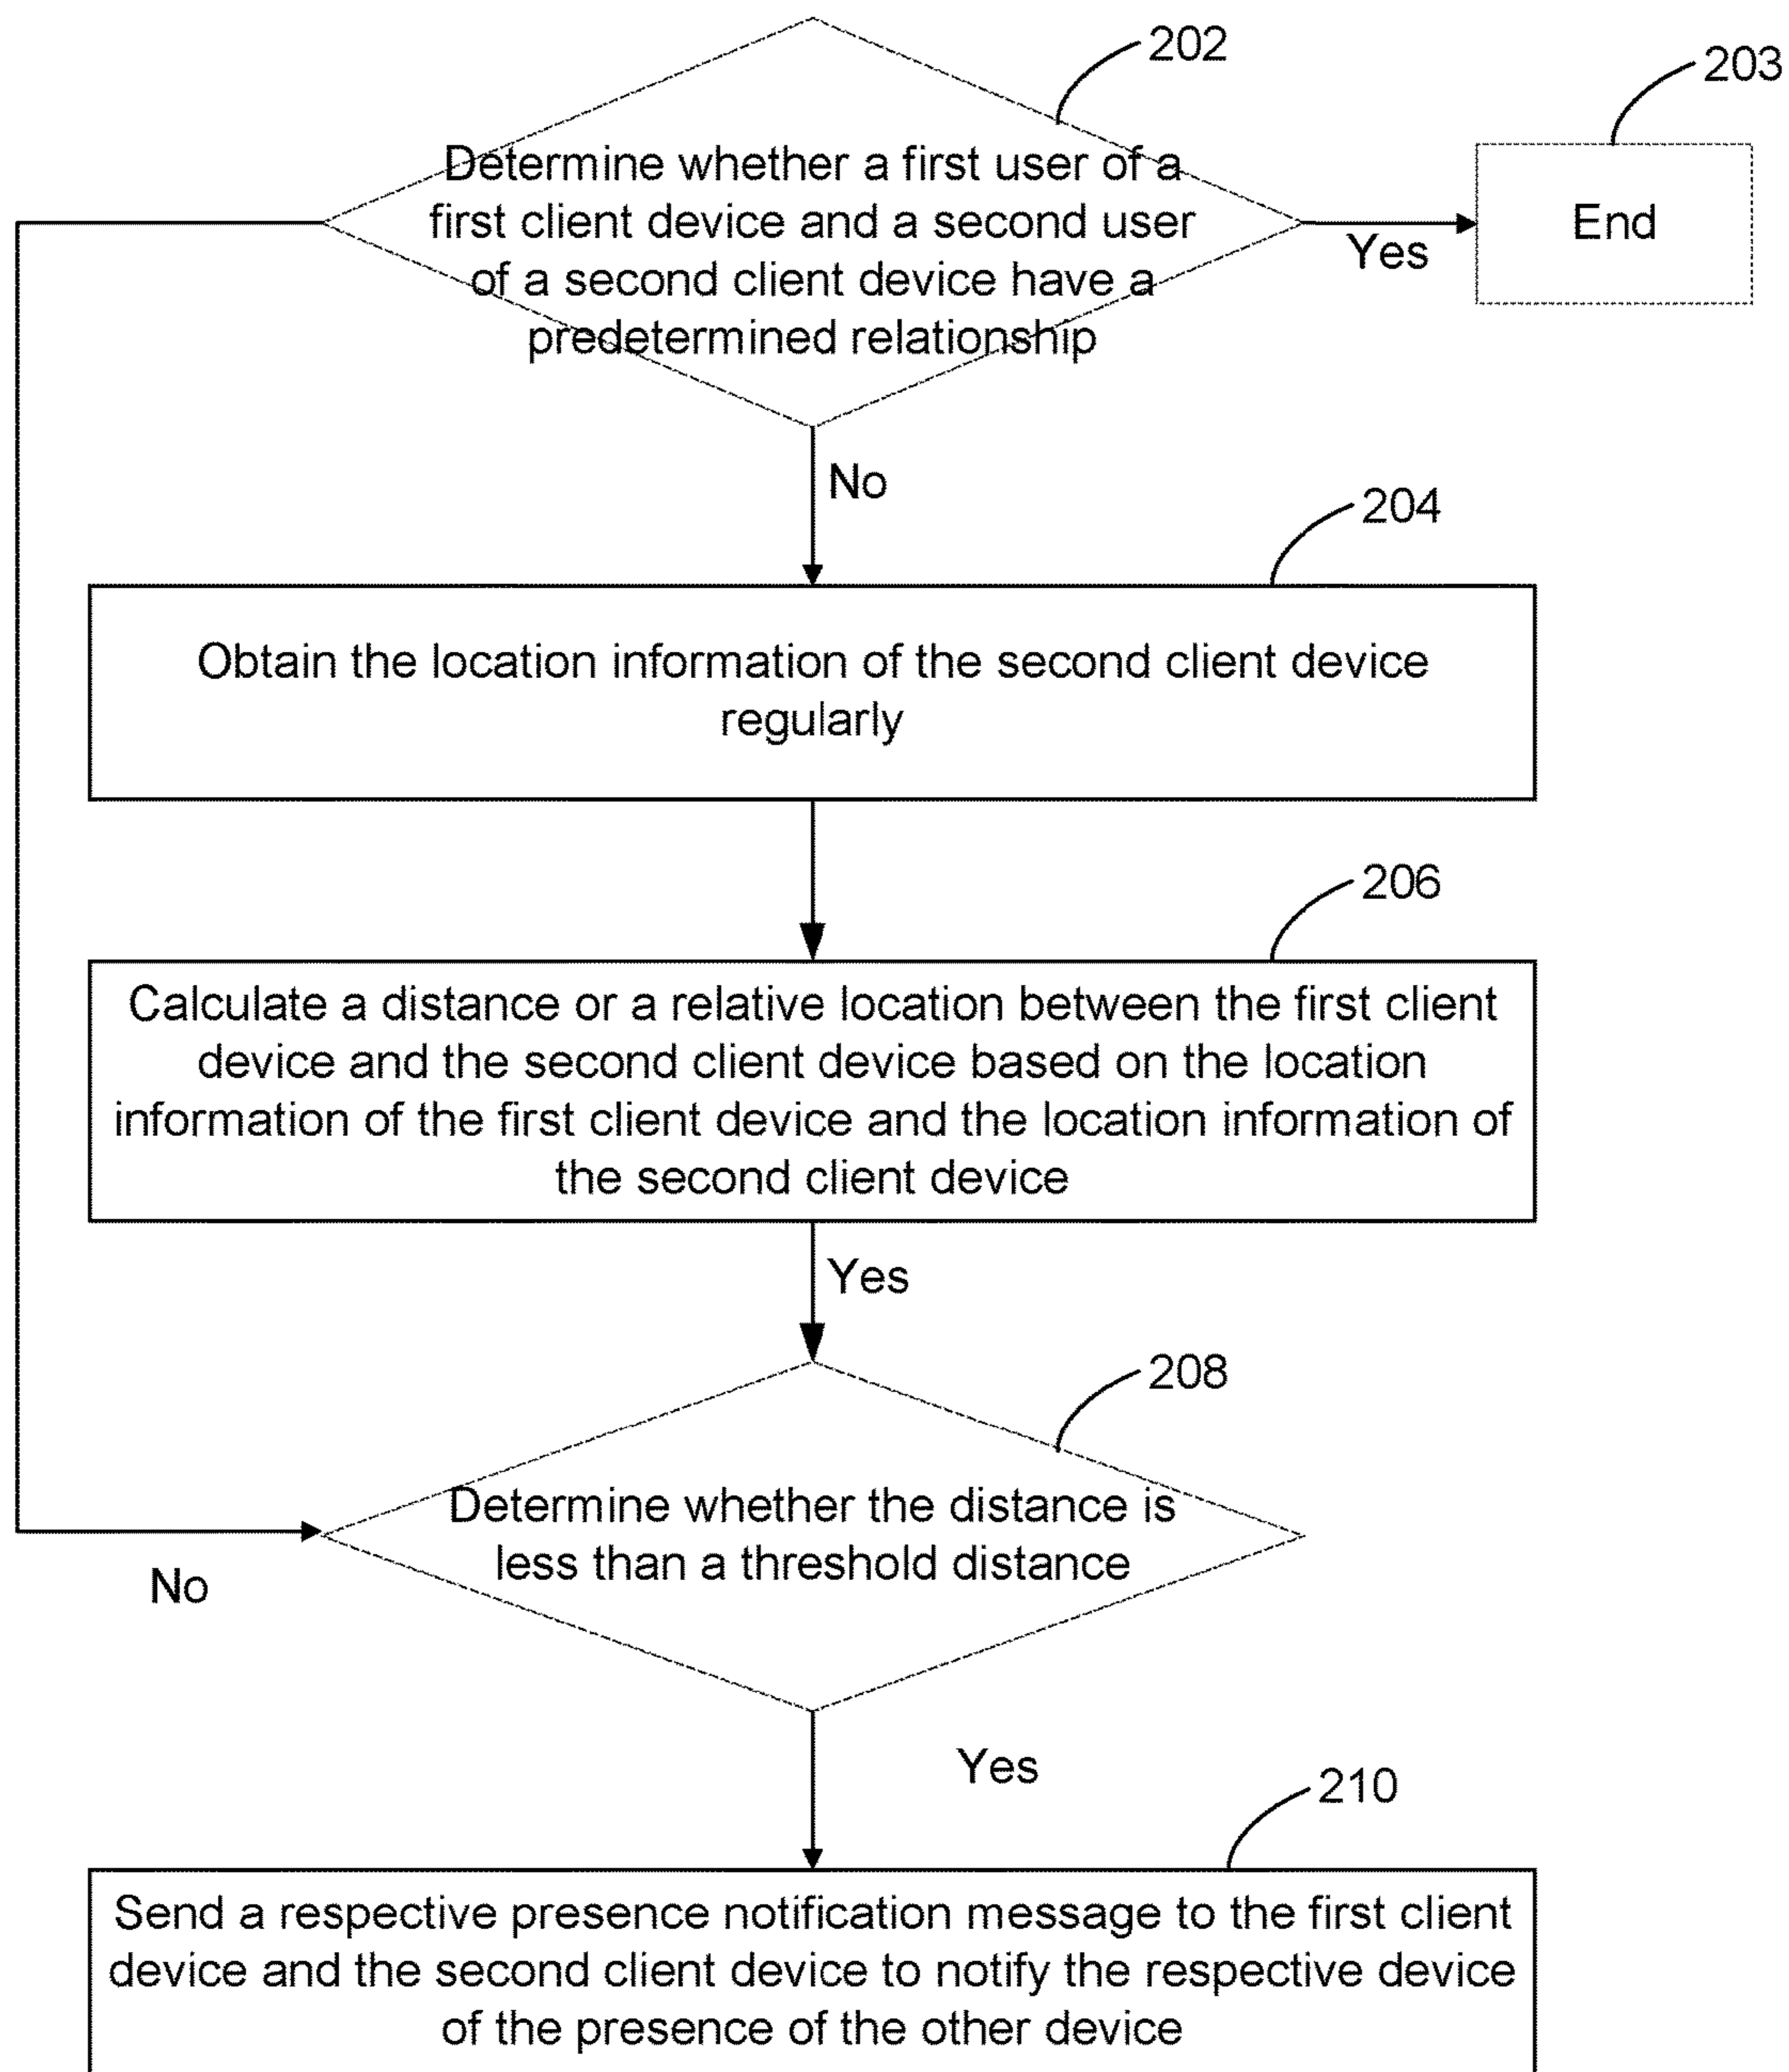 202
203
Determine whether a first user of a
first client device and a second user
of a second client device have a
predetermined relationship
Yes
End
No
204
Obtain the location information of the second client device
regularly
206
Calculate a distance or a relative location between the first client
device and the second client device based on the location
information of the first client device and the location information of
the second client device
Yes
208
Determine whether the distance is
less than a threshold distance
No
Yes
210
Send a respective presence notification message to the first client
device and the second client device to notify the respective device
of the presence of the other device